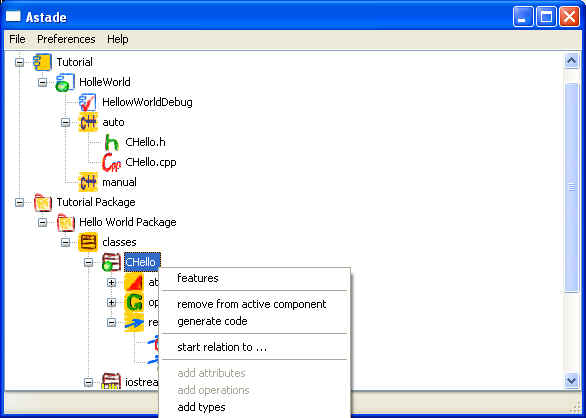 Astade
File Preferences Help
Tutorial
HolleWorld
HellowWorldDebug
C++ auto
h CHello.h
Cpp CHello.cpp
C++ manual
Tutorial Package
Hello World Package
classes
CHello
features
at
remove from active component
op
generate code
re
start relation to ...
add attributes
iostrea
add operations
add types